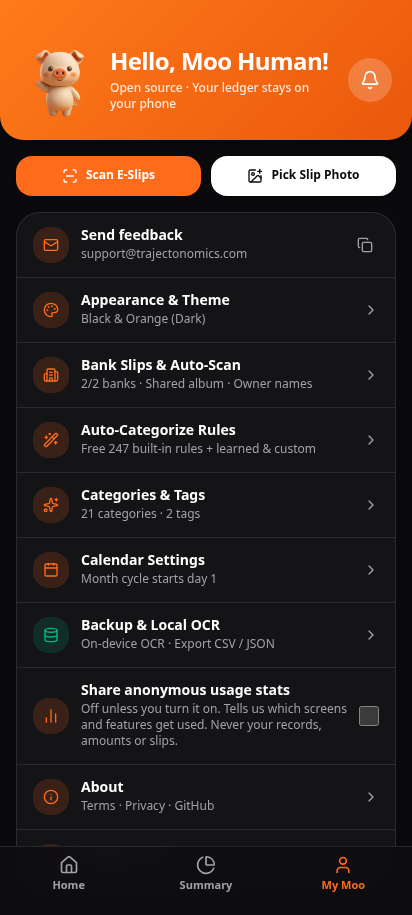 Hello, Moo Human!
Open source · Your ledger stays on
your phone
Scan E-Slips
Pick Slip Photo
Send feedback
support@trajectonomics.com
Appearance & Theme
Black & Orange (Dark)
Bank Slips & Auto-Scan
2/2 banks · Shared album · Owner names
Auto-Categorize Rules
Free 247 built-in rules + learned & custom
Categories & Tags
21 categories · 2 tags
Calendar Settings
Month cycle starts day 1
Backup & Local OCR
On-device OCR · Export CSV / JSON
Share anonymous usage stats
Off unless you turn it on. Tells us which screens
and features get used. Never your records,
amounts or slips.
About
Terms · Privacy · GitHub
Home
Summary
My Moo